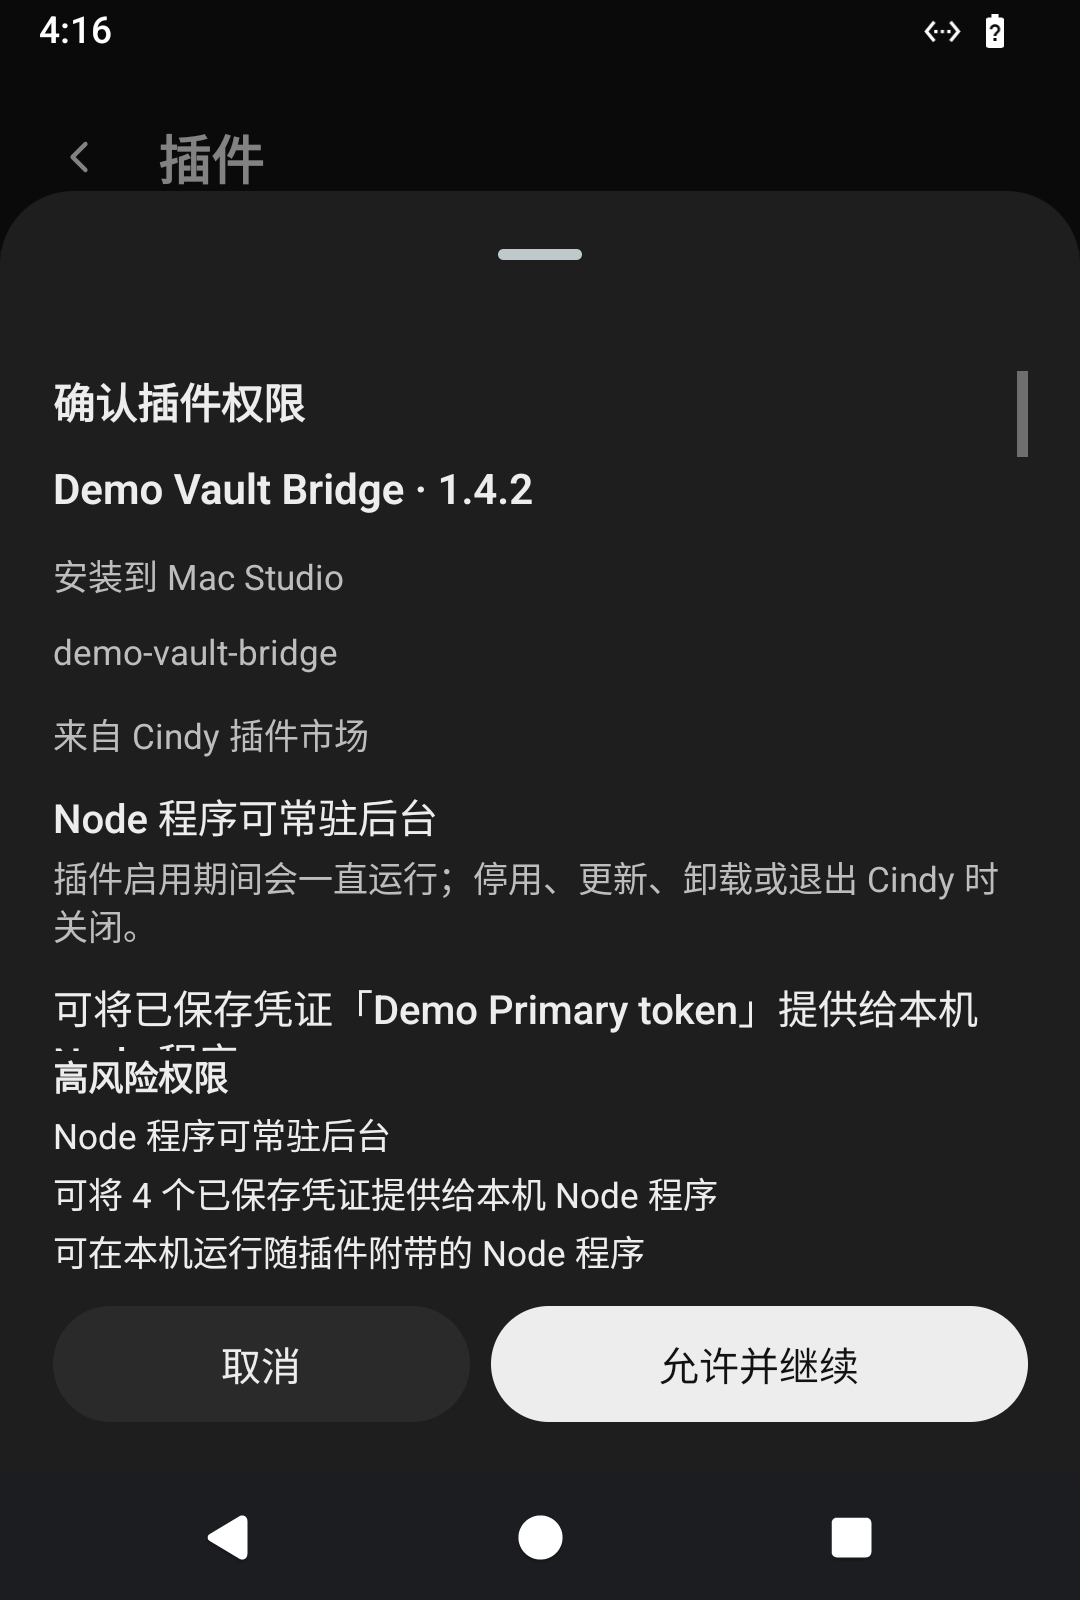 4:16
插件
确认插件权限
Demo Vault Bridge · 1.4.2
安装到 Mac Studio
demo-vault-bridge
来自 Cindy 插件市场
Node 程序可常驻后台
插件启用期间会一直运行；停用、更新、卸载或退出 Cindy 时
关闭。
可将已保存凭证「Demo Primary token」提供给本机
Node 程序
高风险权限
Node 程序可常驻后台
可将 4 个已保存凭证提供给本机 Node 程序
可在本机运行随插件附带的 Node 程序
取消
允许并继续